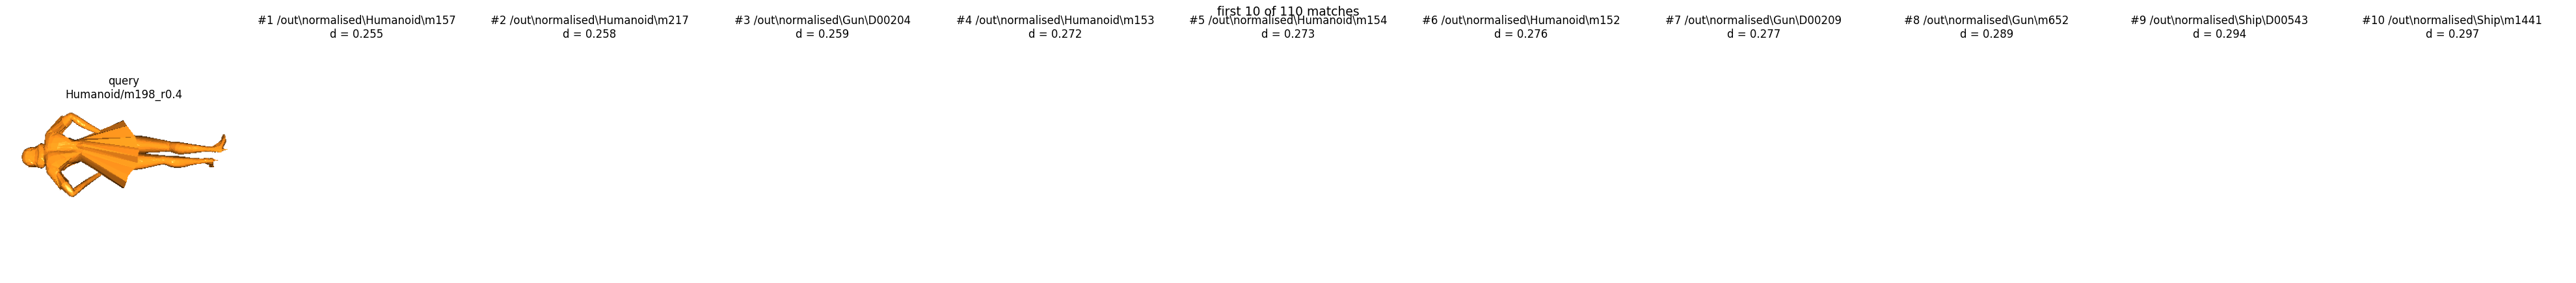 first 10 of 110 matches
#1 /out\normalised\Humanoid\m157
d = 0.255
#2 /out\normalised\Humanoid\m217
d = 0.258
#3 /out\normalised\Gun\D00204
d = 0.259
#4 /out\normalised\Humanoid\m153
d = 0.272
#5 /out\normalised\Humanoid\m154
d = 0.273
#6 /out\normalised\Humanoid\m152
d = 0.276
#7 /out\normalised\Gun\D00209
d = 0.277
#8 /out\normalised\Gun\m652
d = 0.289
#9 /out\normalised\Ship\D00543
d = 0.294
#10 /out\normalised\Ship\m1441
d = 0.297
query
Humanoid/m198_r0.4